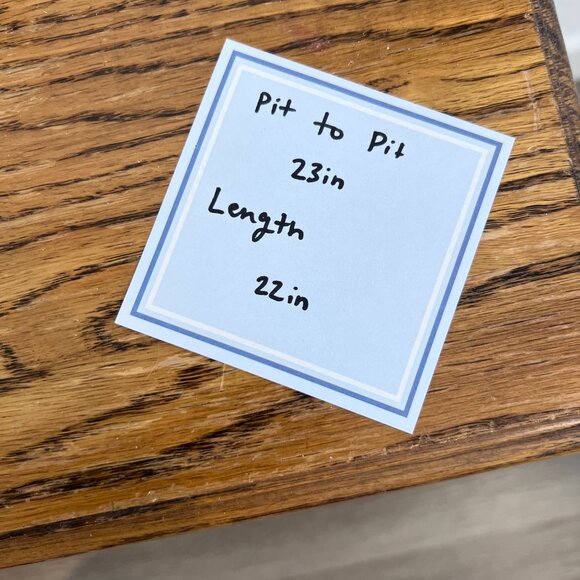 Pit to Pit
23in
Length
22in